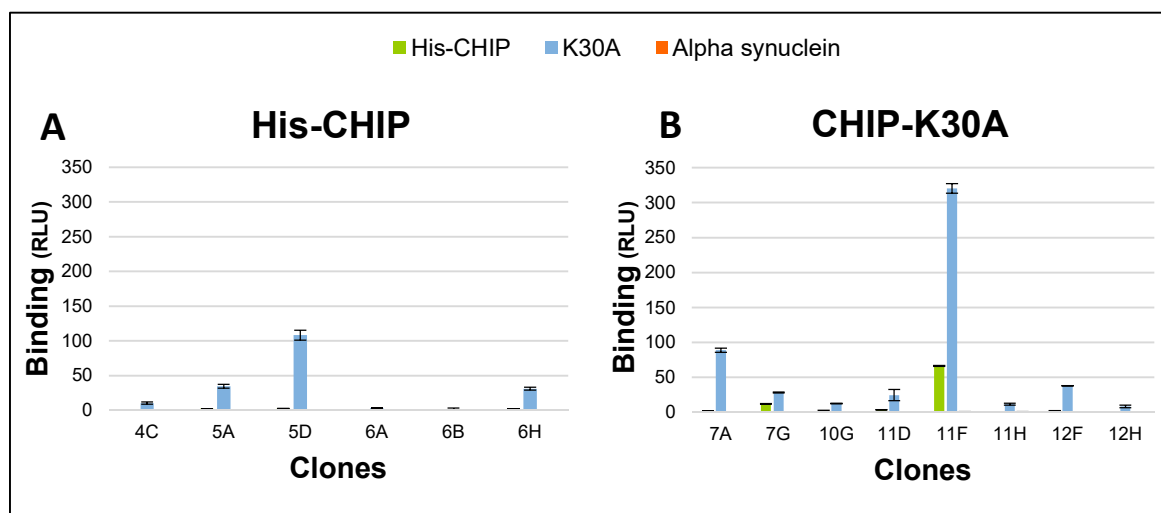 His-CHIP K30A Alpha synuclein
A His-CHIP
350
300
250
200
150
100
50
0
Binding (RLU)
4C 5A 5D 6A 6B 6H
Clones
B CHIP-K30A
350
300
250
200
150
100
50
0
Binding (RLU)
7A 7G 10G 11D 11F 11H 12F 12H
Clones